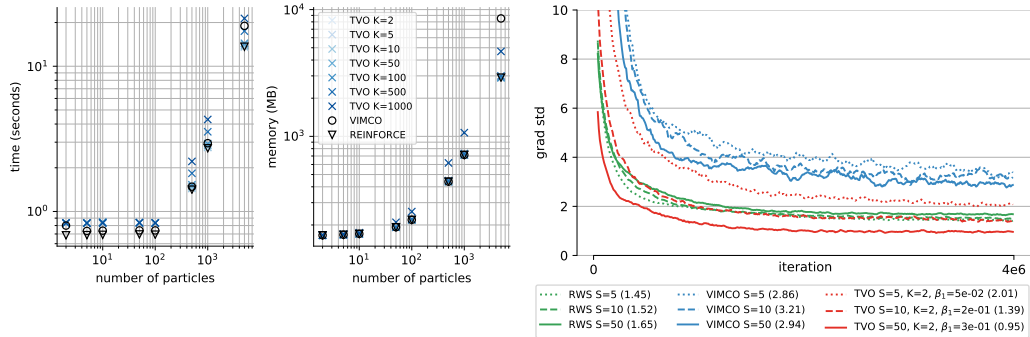 time (seconds)
10¹
10⁰
10¹
10²
10³
number of particles
memory (MB)
10⁴
10³
10¹
10²
10³
number of particles
TVO K=2
TVO K=5
TVO K=10
TVO K=50
TVO K=100
TVO K=500
TVO K=1000
VIMCO
REINFORCE
grad std
10
8
6
4
2
0
0
iteration
4e6
RWS S=5 (1.45)
RWS S=10 (1.52)
RWS S=50 (1.65)
VIMCO S=5 (2.86)
VIMCO S=10 (3.21)
VIMCO S=50 (2.94)
TVO S=5, K=2, β₁=5e-02 (2.01)
TVO S=10, K=2, β₁=2e-01 (1.39)
TVO S=50, K=2, β₁=3e-01 (0.95)